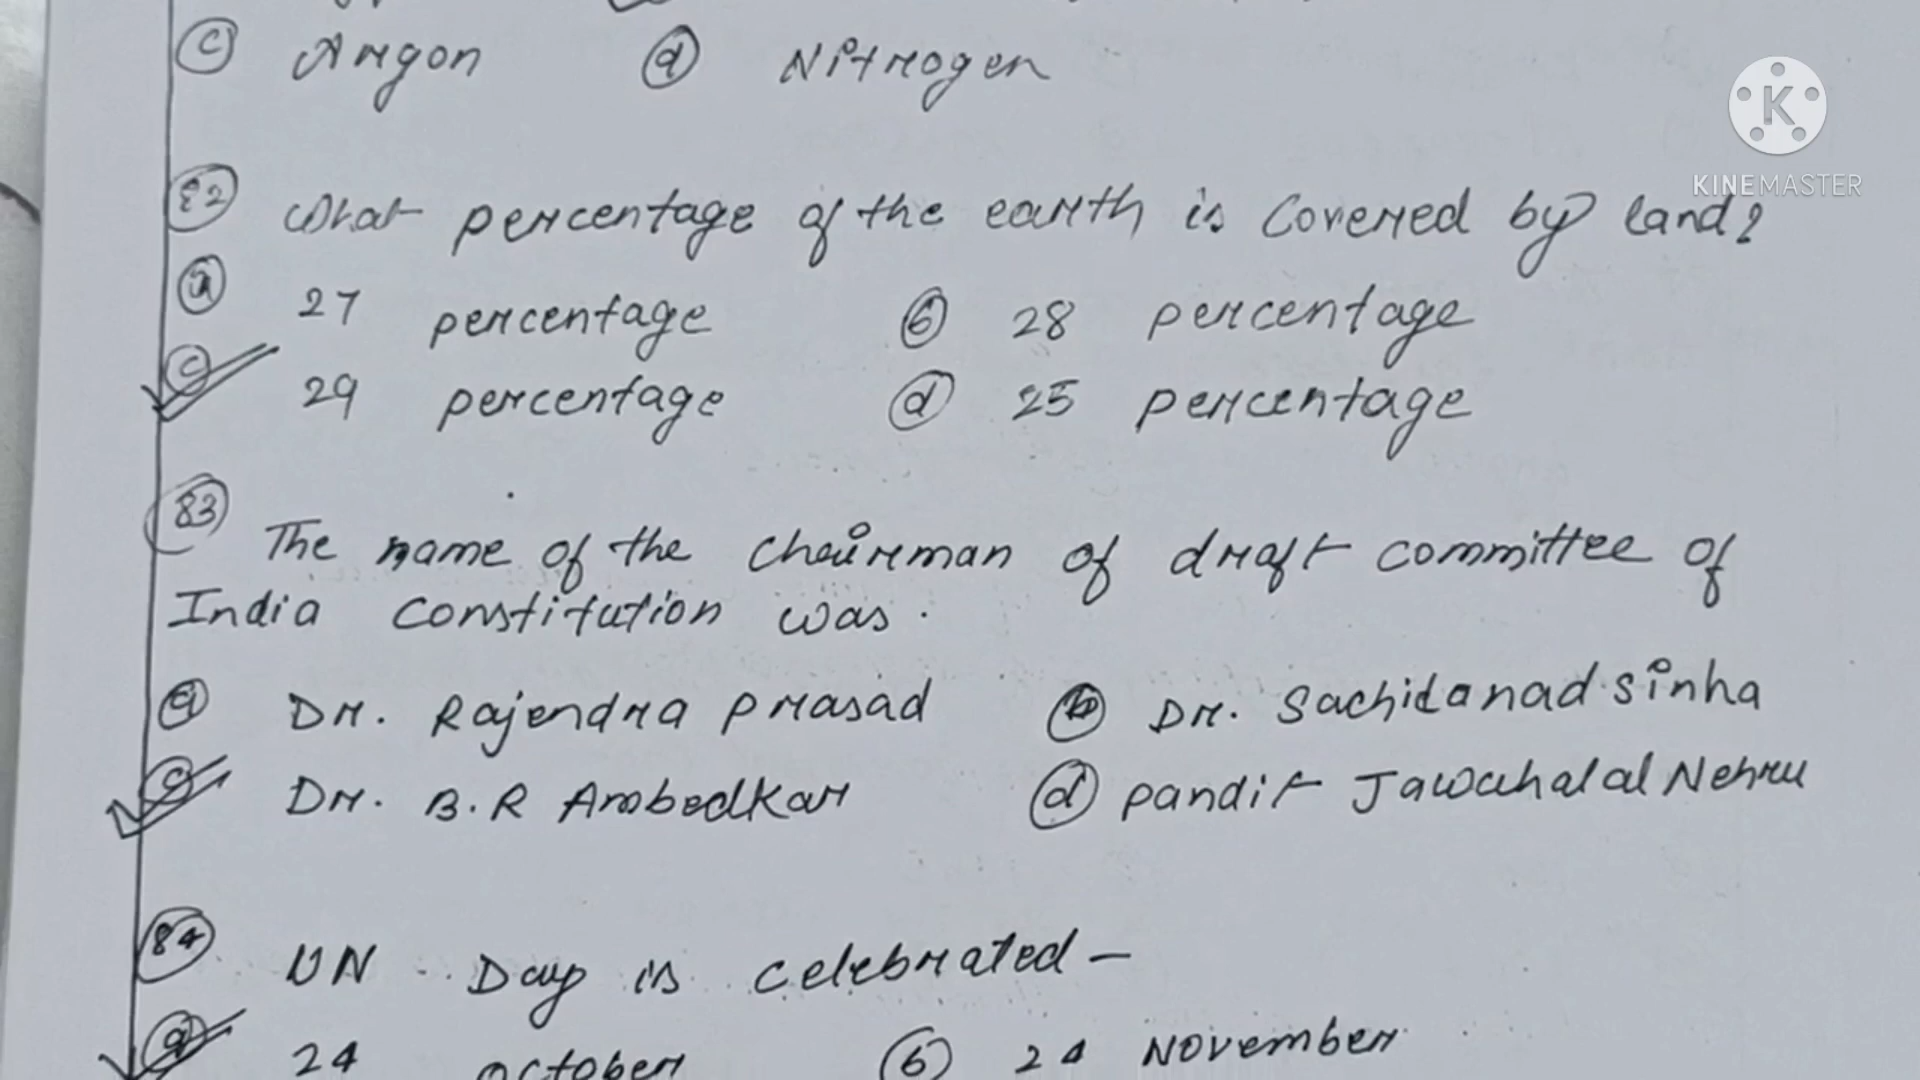 (c) Argon (d) Nitrogen
K
KINEMASTER
(82) What percentage of the earth is Covered by land?
(a) 27 percentage (b) 28 percentage
(c) 29 percentage (d) 25 percentage
(83) The name of the chairman of draft committee of
India constitution was.
(a) Dr. Rajendra prasad (b) Dr. Sachidanad Sinha
(c) Dr. B.R Ambedkar (d) pandit Jawahalal Nehru
(84) UN Day is celebrated -
(a) 24 october (b) 24 November